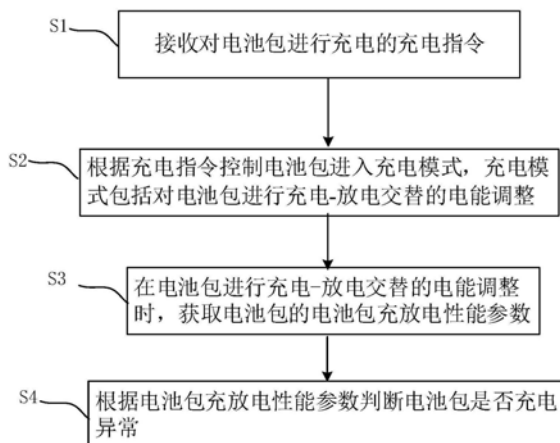 S1
接收对电池包进行充电的充电指令
S2
根据充电指令控制电池包进入充电模式，充电模
式包括对电池包进行充电-放电交替的电能调整
S3
在电池包进行充电-放电交替的电能调整
时，获取电池包的电池包充放电性能参数
S4
根据电池包充放电性能参数判断电池包是否充电
异常